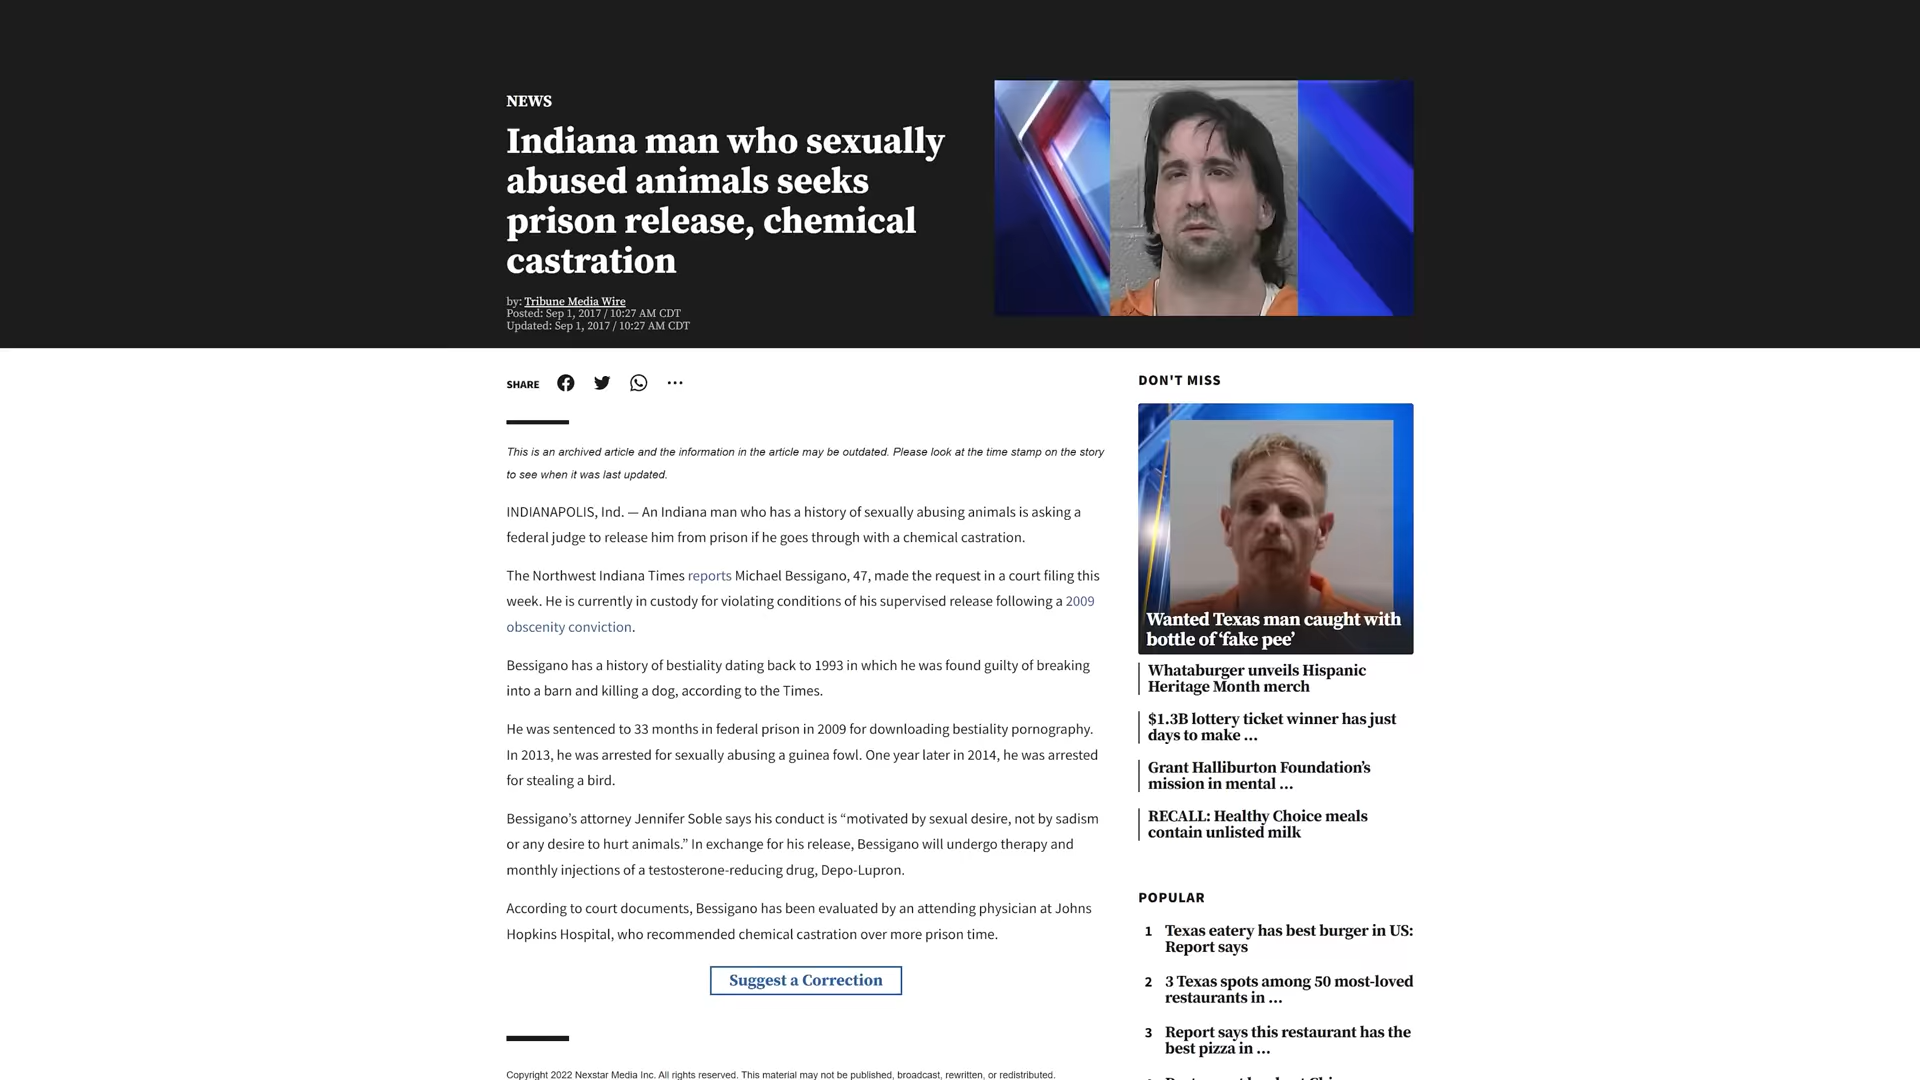 NEWS
Indiana man who sexually
abused animals seeks
prison release, chemical
castration
by: Tribune Media Wire
Posted: Sep 1, 2017 / 10:27 AM CDT
Updated: Sep 1, 2017 / 10:27 AM CDT
SHARE
This is an archived article and the information in the article may be outdated. Please look at the time stamp on the story
to see when it was last updated.
INDIANAPOLIS, Ind. — An Indiana man who has a history of sexually abusing animals is asking a
federal judge to release him from prison if he goes through with a chemical castration.
The Northwest Indiana Times reports Michael Bessigano, 47, made the request in a court filing this
week. He is currently in custody for violating conditions of his supervised release following a 2009
obscenity conviction.
Bessigano has a history of bestiality dating back to 1993 in which he was found guilty of breaking
into a barn and killing a dog, according to the Times.
He was sentenced to 33 months in federal prison in 2009 for downloading bestiality pornography.
In 2013, he was arrested for sexually abusing a guinea fowl. One year later in 2014, he was arrested
for stealing a bird.
Bessigano’s attorney Jennifer Soble says his conduct is “motivated by sexual desire, not by sadism
or any desire to hurt animals.” In exchange for his release, Bessigano will undergo therapy and
monthly injections of a testosterone-reducing drug, Depo-Lupron.
According to court documents, Bessigano has been evaluated by an attending physician at Johns
Hopkins Hospital, who recommended chemical castration over more prison time.
Suggest a Correction
Copyright 2022 Nexstar Media Inc. All rights reserved. This material may not be published, broadcast, rewritten, or redistributed.
DON'T MISS
Wanted Texas man caught with
bottle of ‘fake pee’
Whataburger unveils Hispanic
Heritage Month merch
$1.3B lottery ticket winner has just
days to make …
Grant Halliburton Foundation’s
mission in mental …
RECALL: Healthy Choice meals
contain unlisted milk
POPULAR
1 Texas eatery has best burger in US:
Report says
2 3 Texas spots among 50 most-loved
restaurants in …
3 Report says this restaurant has the
best pizza in …